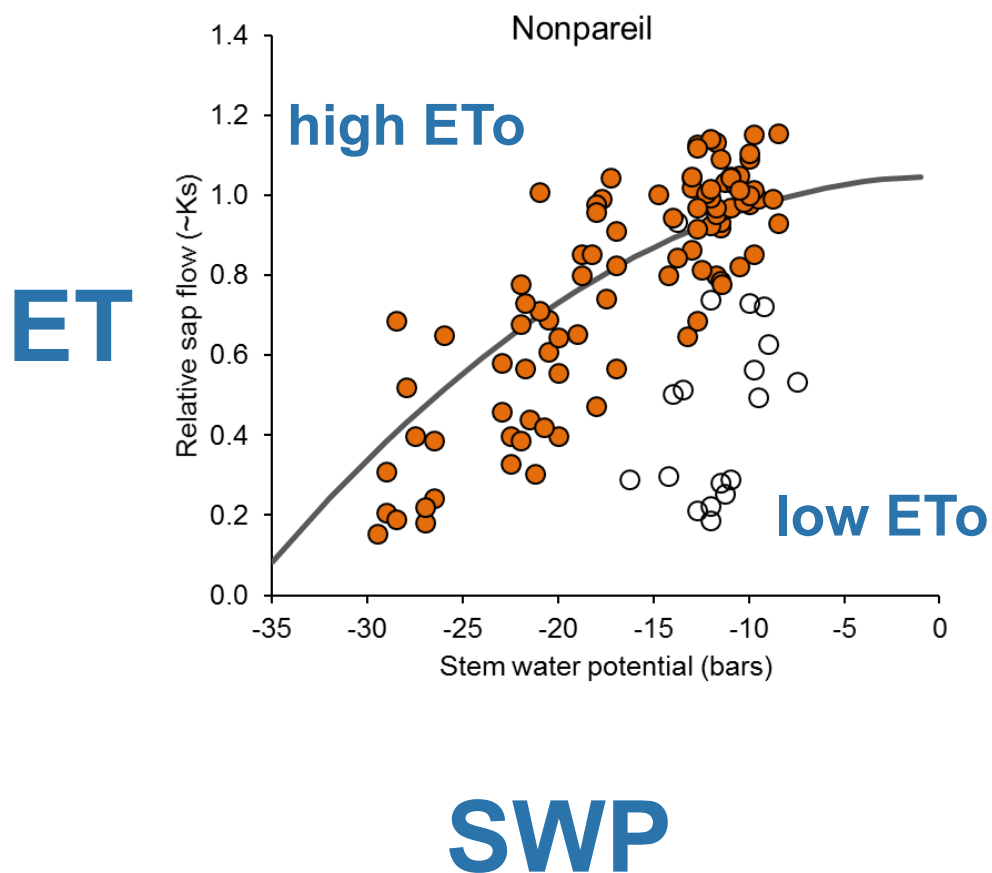 Nonpareil
1.4
1.2
1.0
0.8
0.6
0.4
0.2
0.0
high ETo
low ETo
ET
Relative sap flow (~Ks)
-35 -30 -25 -20 -15 -10 -5 0
Stem water potential (bars)
SWP